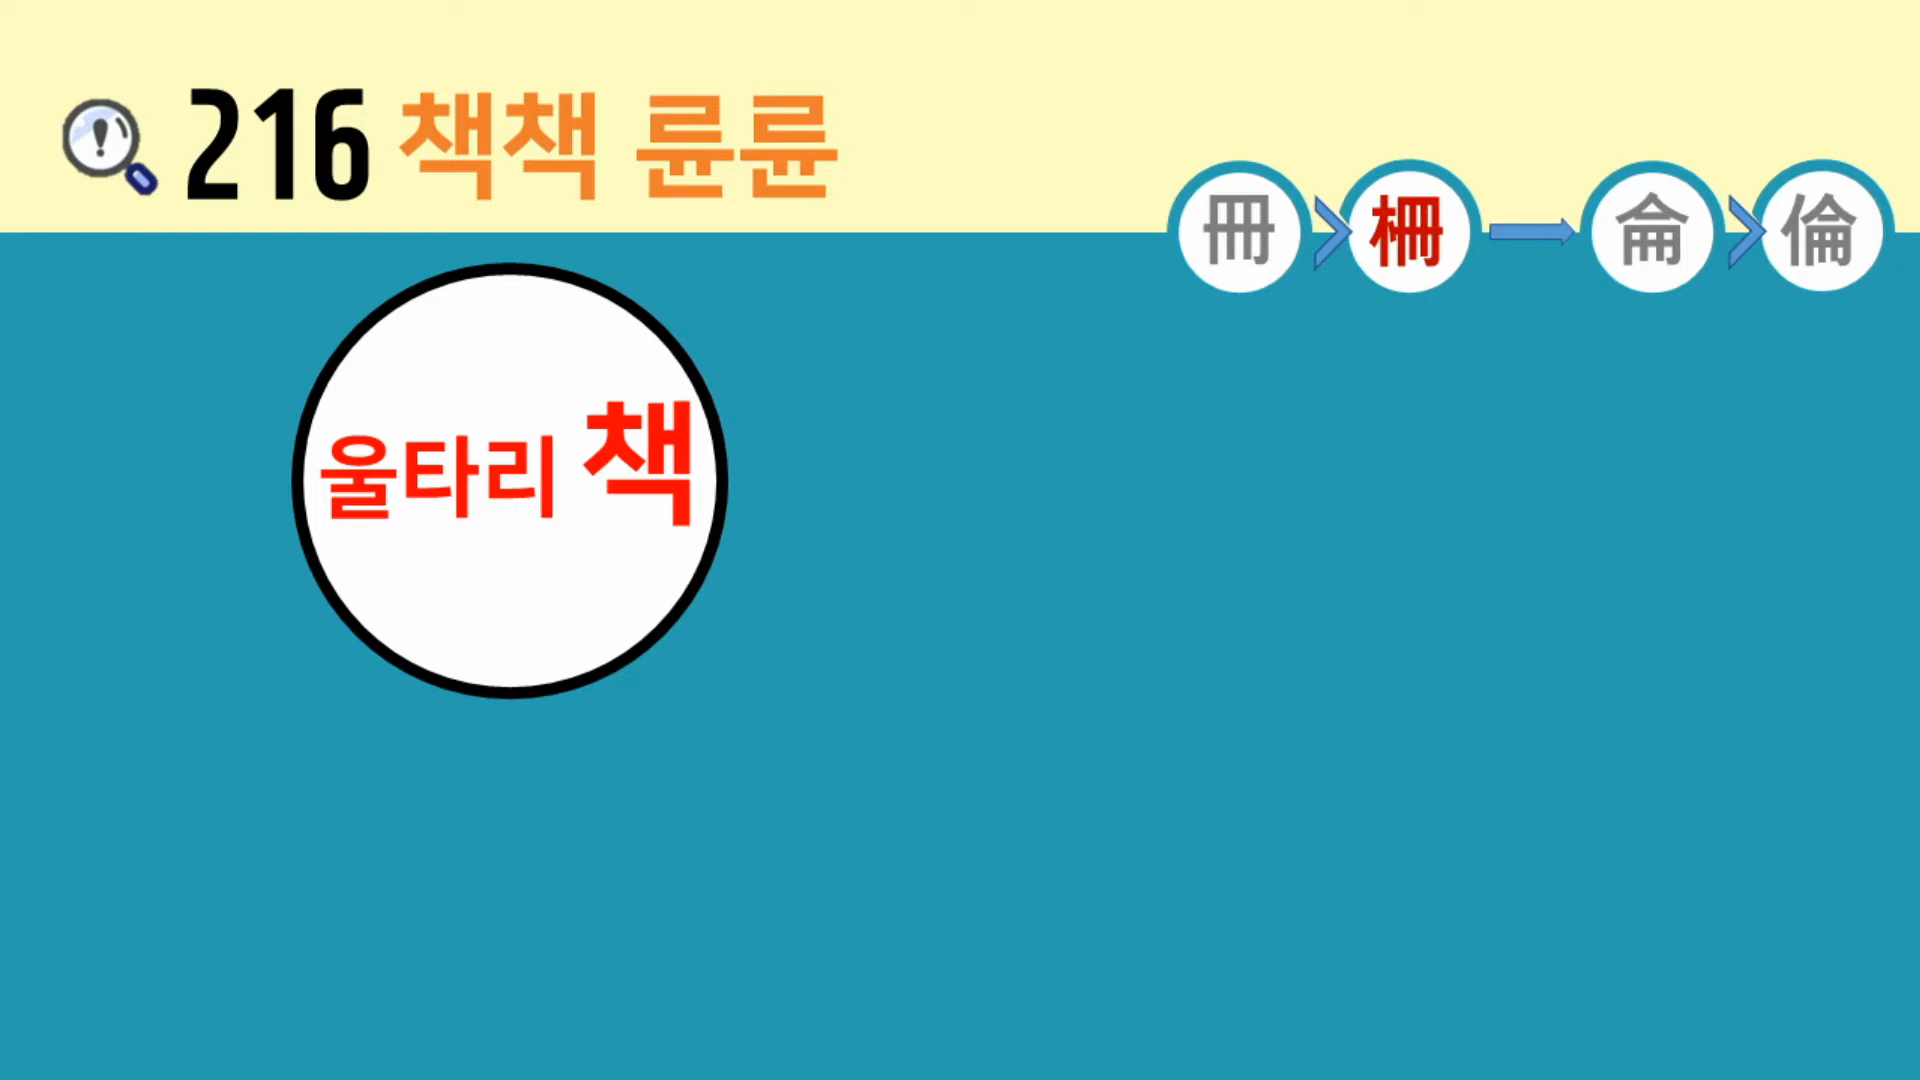 216 책책 륜륜
冊 > 柵 → 侖 > 倫
울타리 책